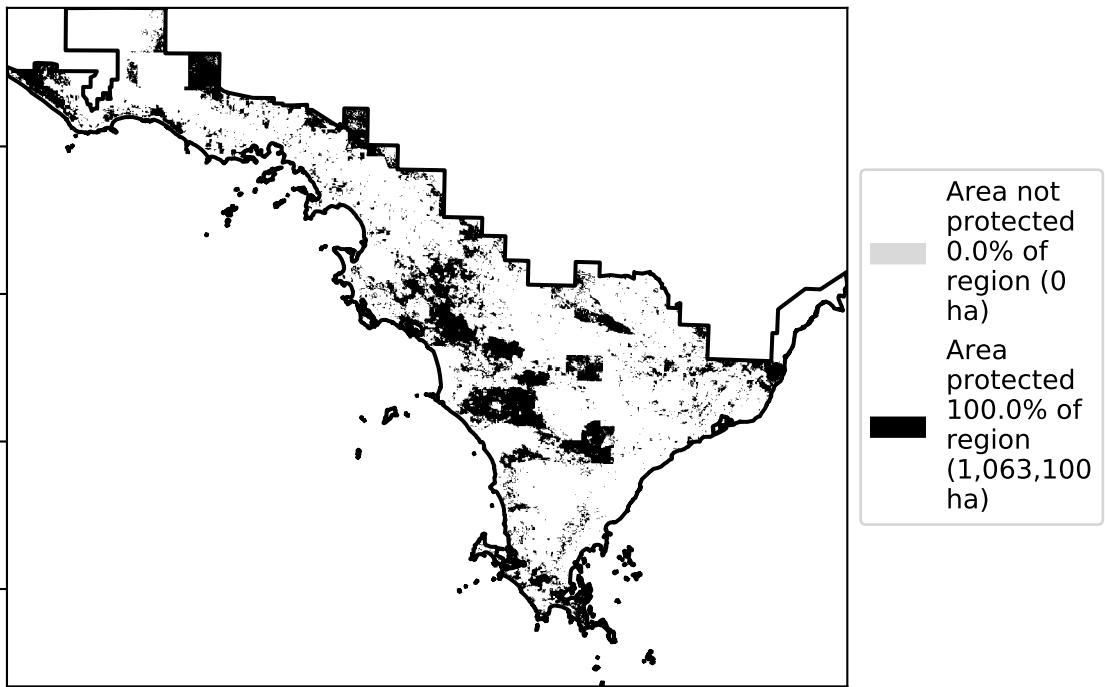 Area not
protected
0.0% of
region (0
ha)
Area
protected
100.0% of
region
(1,063,100
ha)